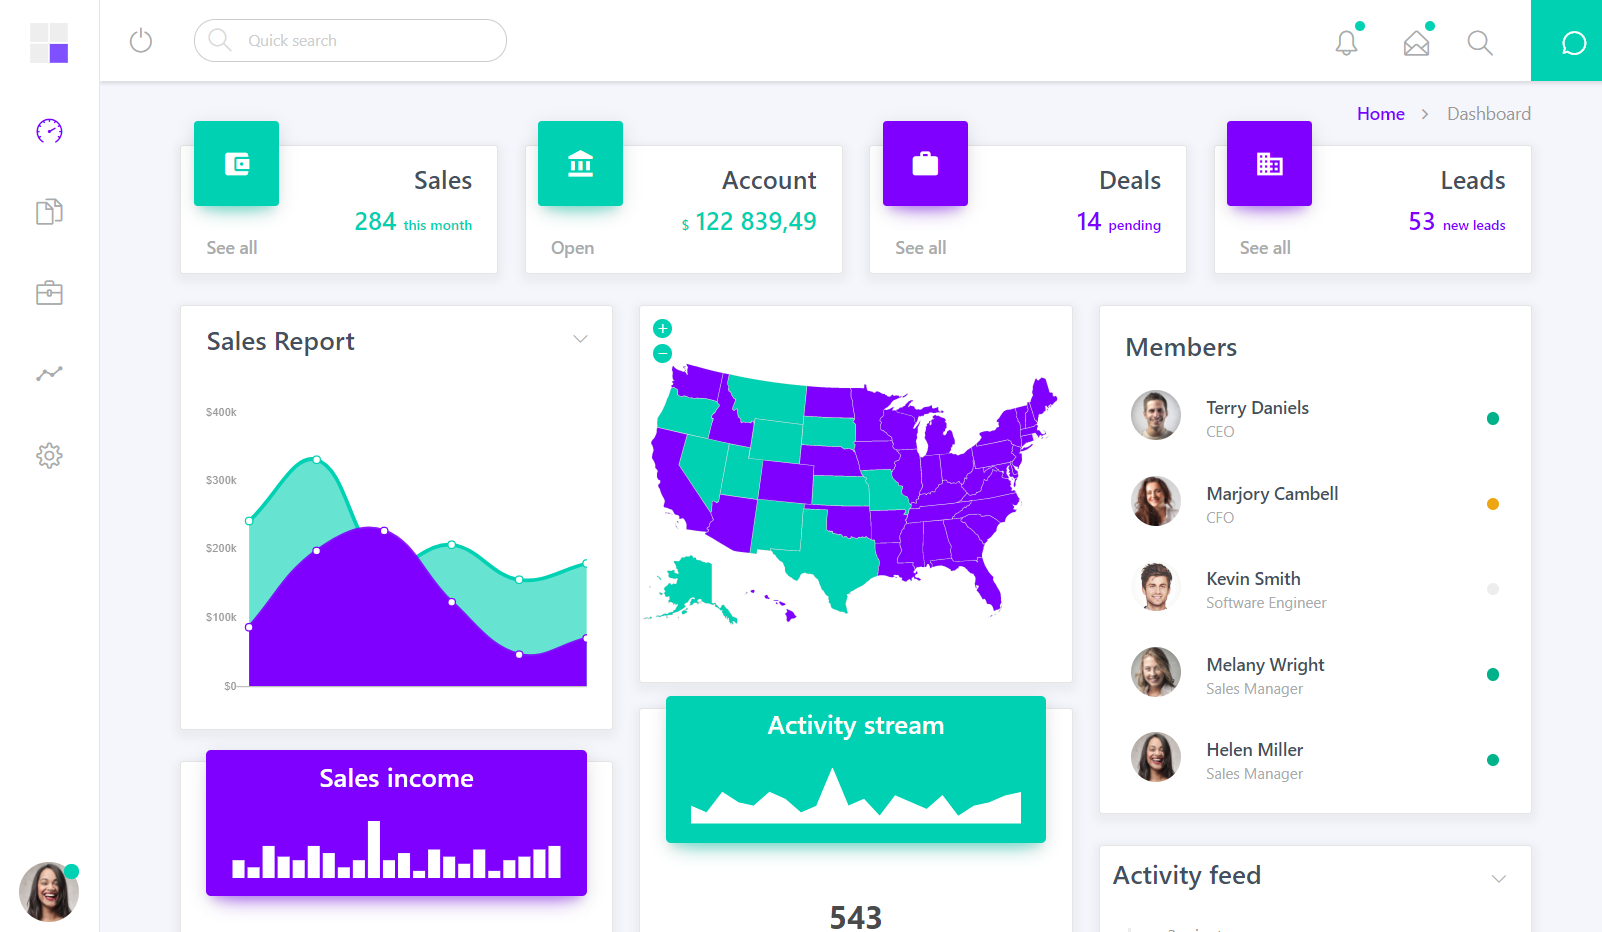 Quick search
Home > Dashboard
Sales
284 this month
See all
Account
$ 122 839,49
Open
Deals
14 pending
See all
Leads
53 new leads
See all
Sales Report
$400k
$300k
$200k
$100k
$0
Sales income
Activity stream
543
Members
Terry Daniels
CEO
Marjory Cambell
CFO
Kevin Smith
Software Engineer
Melany Wright
Sales Manager
Helen Miller
Sales Manager
Activity feed